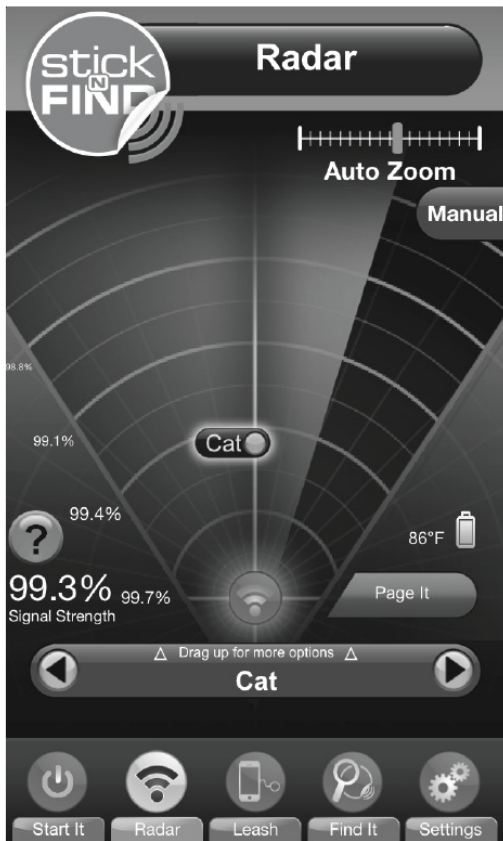 stick
N
FIND
Radar
Auto Zoom
Manual
98.8%
Cat
99.1%
99.4%
?
86°F
99.3%
99.7%
Signal Strength
Page It
△ Drag up for more options △
Cat
Start It
Radar
Leash
Find It
Settings